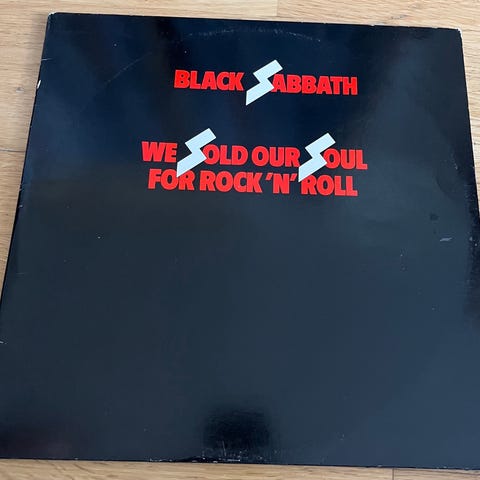 BLACK SABBATH
WE SOLD OUR SOUL
FOR ROCK 'N' ROLL